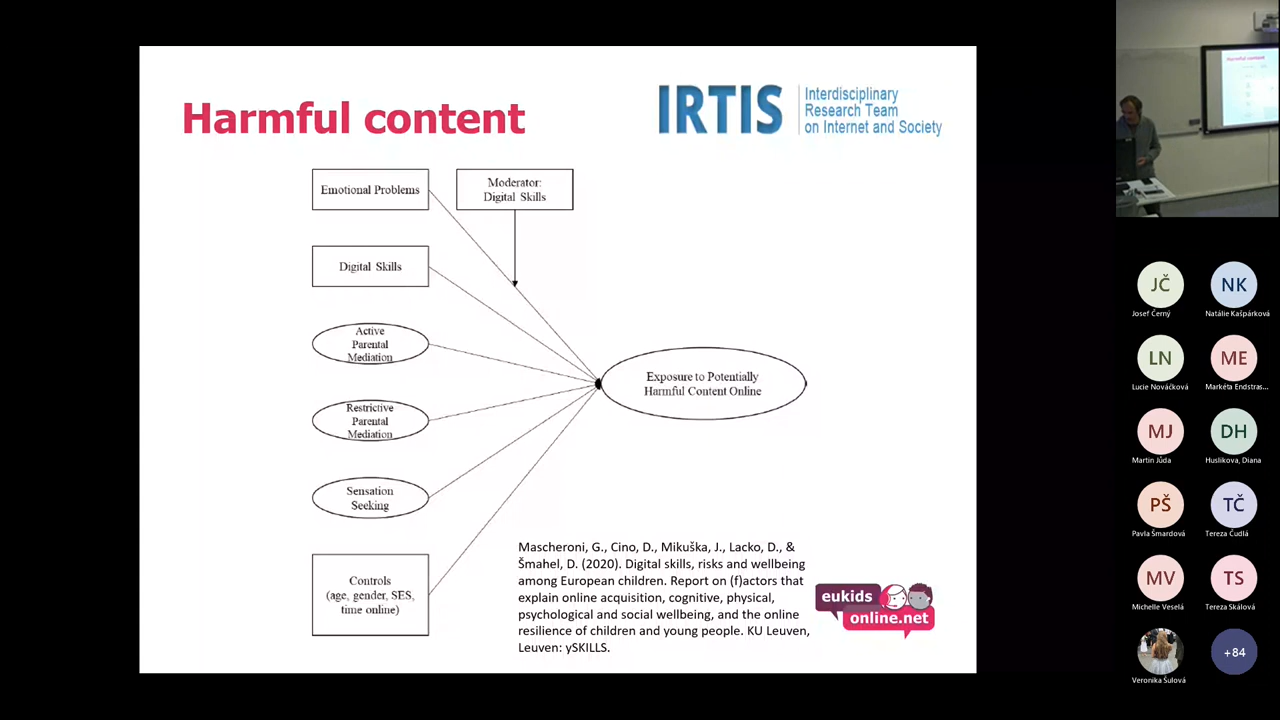 Harmful content
IRTIS
Interdisciplinary
Research Team
on Internet and Society
Emotional Problems
Moderator:
Digital Skills
Digital Skills
Active
Parental
Mediation
Restrictive
Parental
Mediation
Sensation
Seeking
Controls
(age, gender, SES,
time online)
Exposure to Potentially
Harmful Content Online
Mascheroni, G., Cino, D., Mikuška, J., Lacko, D., &
Šmahel, D. (2020). Digital skills, risks and wellbeing
among European children. Report on (f)actors that
explain online acquisition, cognitive, physical,
psychological and social wellbeing, and the online
resilience of children and young people. KU Leuven,
Leuven: ySKILLS.
eukids
online.net
Harmful content
JČ
Josef Černý
NK
Natálie Kašpárková
LN
Lucie Nováčková
ME
Markéta Endstras...
MJ
Martin Jůda
DH
Huslikova, Diana
PŠ
Pavla Šmardová
TČ
Tereza Čudlá
MV
Michelle Veselá
TS
Tereza Skálová
Veronika Šulová
+84